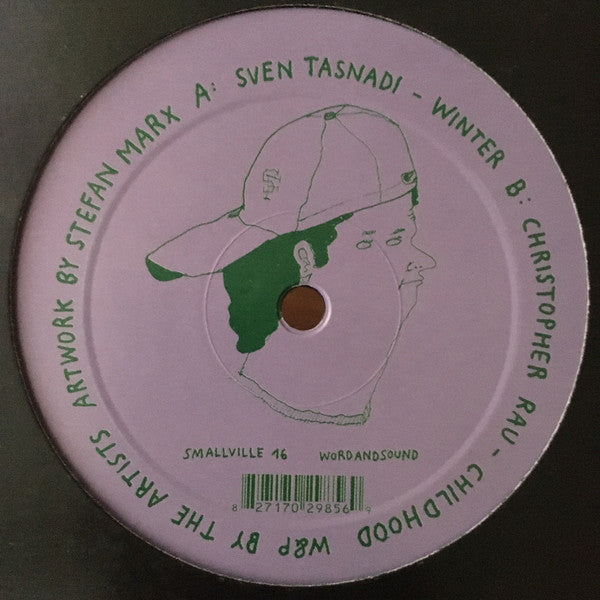 A: SVEN TASNADI - WINTER B: CHRISTOPHER RAU - CHILDHOOD W&P BY THE ARTISTS ARTWORK BY STEFAN MARX
SMALLVILLE 16 WORDANDSOUND
8 27170 29856 9